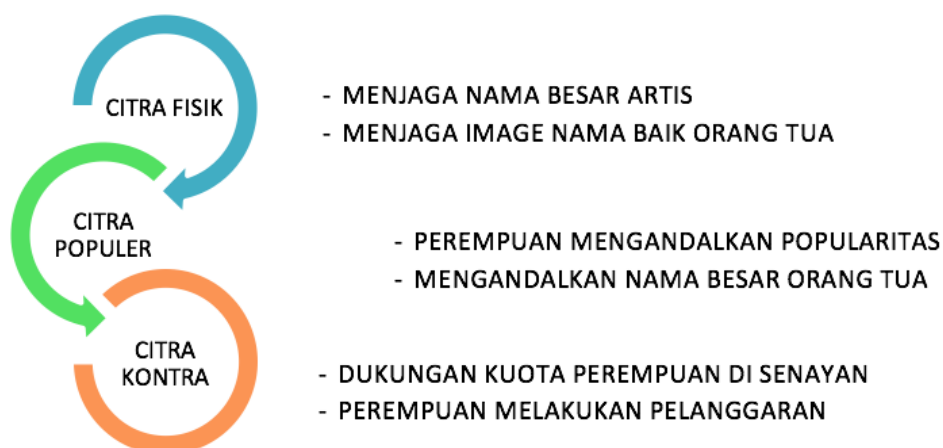 CITRA FISIK
- MENJAGA NAMA BESAR ARTIS
- MENJAGA IMAGE NAMA BAIK ORANG TUA
CITRA
POPULER
- PEREMPUAN MENGANDALKAN POPULARITAS
- MENGANDALKAN NAMA BESAR ORANG TUA
CITRA
KONTRA
- DUKUNGAN KUOTA PEREMPUAN DI SENAYAN
- PEREMPUAN MELAKUKAN PELANGGARAN